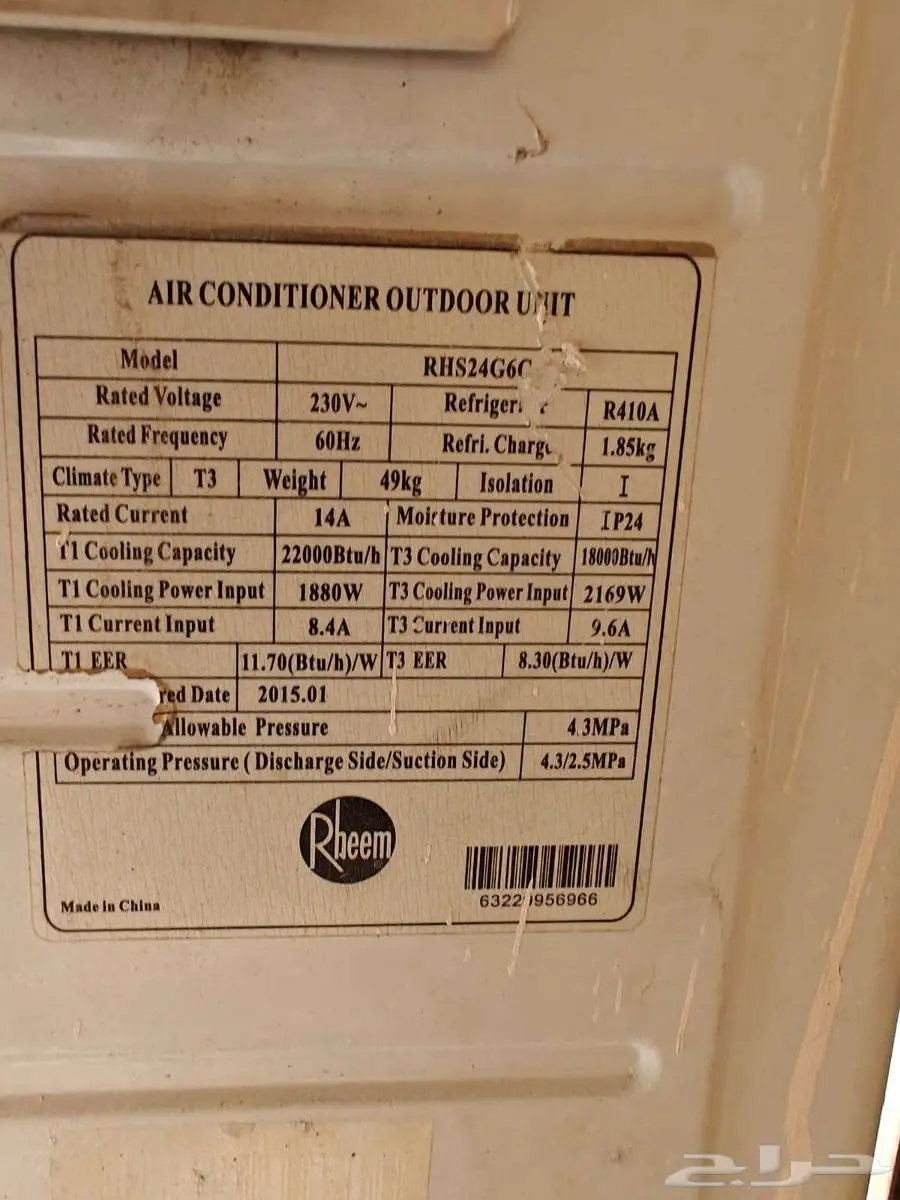 AIR CONDITIONER OUTDOOR UNIT
Model RHS24G6C
Rated Voltage 230V~ R410A
Rated Frequency 60Hz Refri. Charge 1.85kg
Climate Type T3 Weight 49kg Isolation I
Rated Current 14A Moisture Protection IP24
T1 Cooling Capacity 22000Btu/h T3 Cooling Capacity 18000Btu/h
T1 Cooling Power Input 1880W T3 Cooling Power Input 2169W
T1 Current Input 8.4A T3 Current Input 9.6A
T1 EER 11.70(Btu/h)/W T3 EER 8.30(Btu/h)/W
Date 2015.01
Allowable Pressure 4.3MPa
Operating Pressure (Discharge Side/Suction Side) 4.3/2.5MPa
Rheem
Made in China
حراج